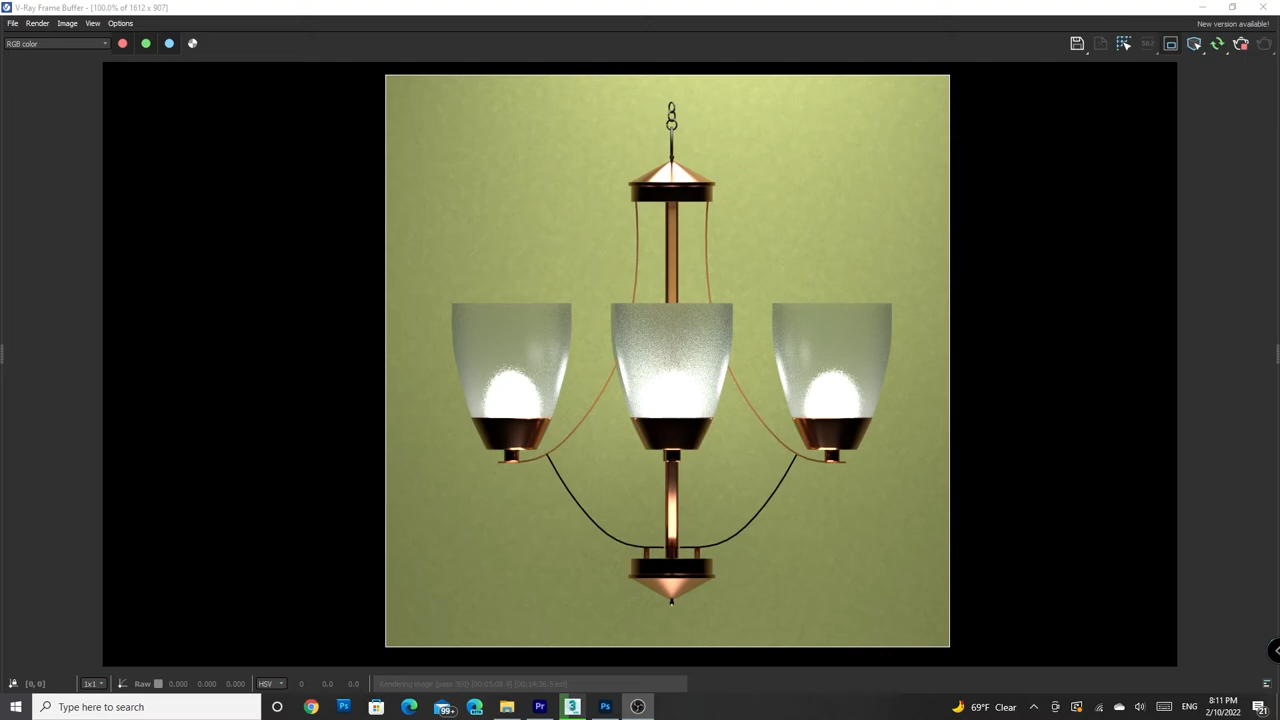 V-Ray Frame Buffer - [100.0% of 1612 x 907]
File Render Image View Options
New version available!
RGB color
[0, 0]
1x1
Raw 0.000 0.000 0.000
HSV 0 0.0 0.0
Type here to search
99+
69°F Clear
ENG
8:11 PM
2/10/2022
21